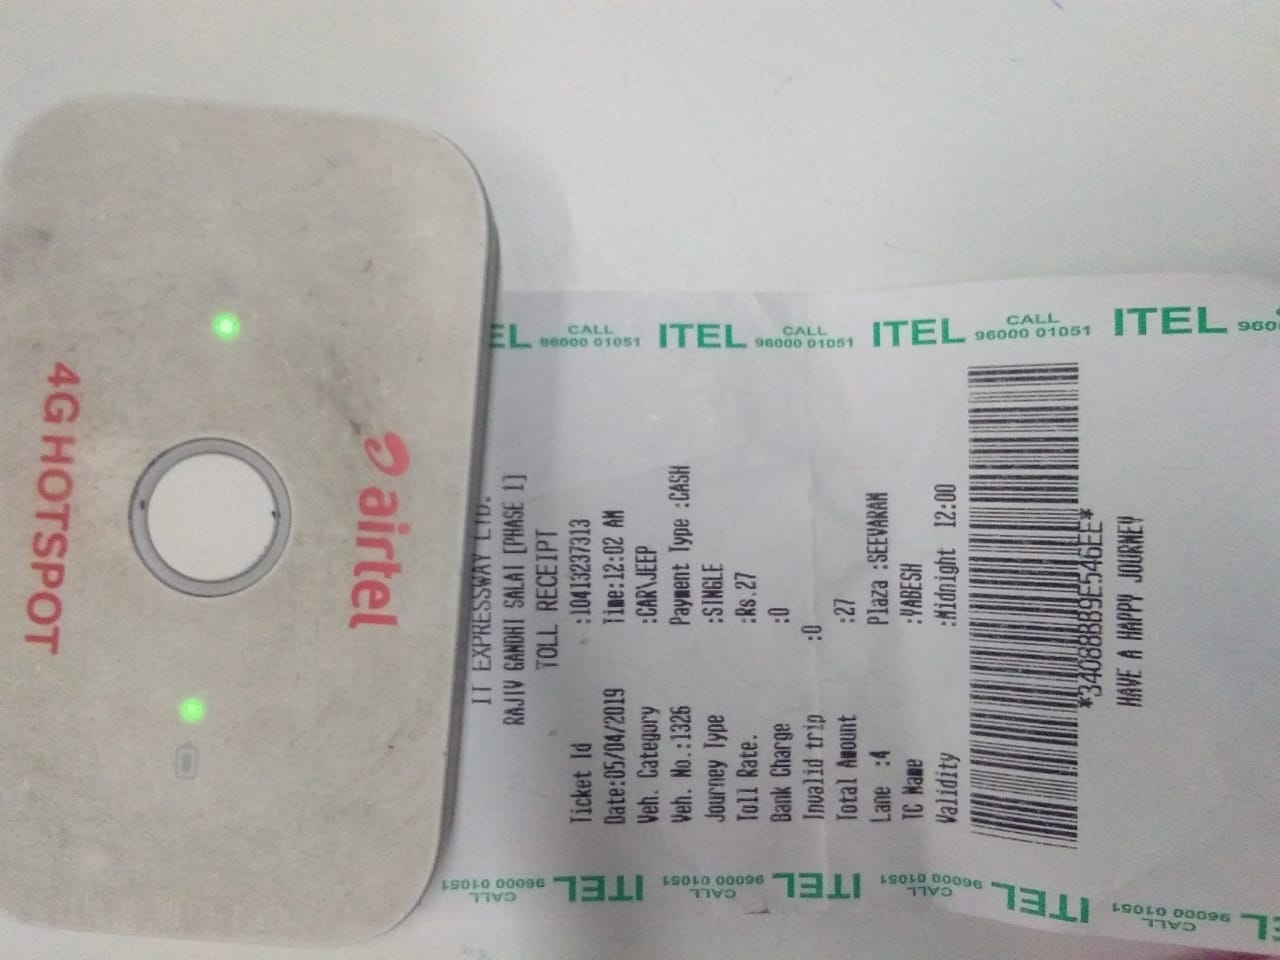 4G HOTSPOT
airtel
IT EXPRESSWAY LTD.
RAJIV GANDHI SALAI [PHASE 1]
TOLL RECEIPT
Ticket Id :10413237313
Date:05/04/2019 Time:12:02 AM
Veh. Category :CAR\JEEP
Veh. No.:1326 Payment Type :CASH
Journey Type :SINGLE
Toll Rate. :Rs.27
Bank Charge :0
Invalid trip :0
Total Amount :27
Lane :4 Plaza :SEEVARAM
TC Name :VABESH
Validity :Midnight 12:00
HAVE A HAPPY JOURNEY
EL CALL 96000 01051 ITEL CALL 96000 01051 ITEL CALL 96000 01051 ITEL 960
CALL 96000 01051 ITEL CALL 96000 01051 ITEL CALL 96000 01051 ITEL CALL 96000 01051